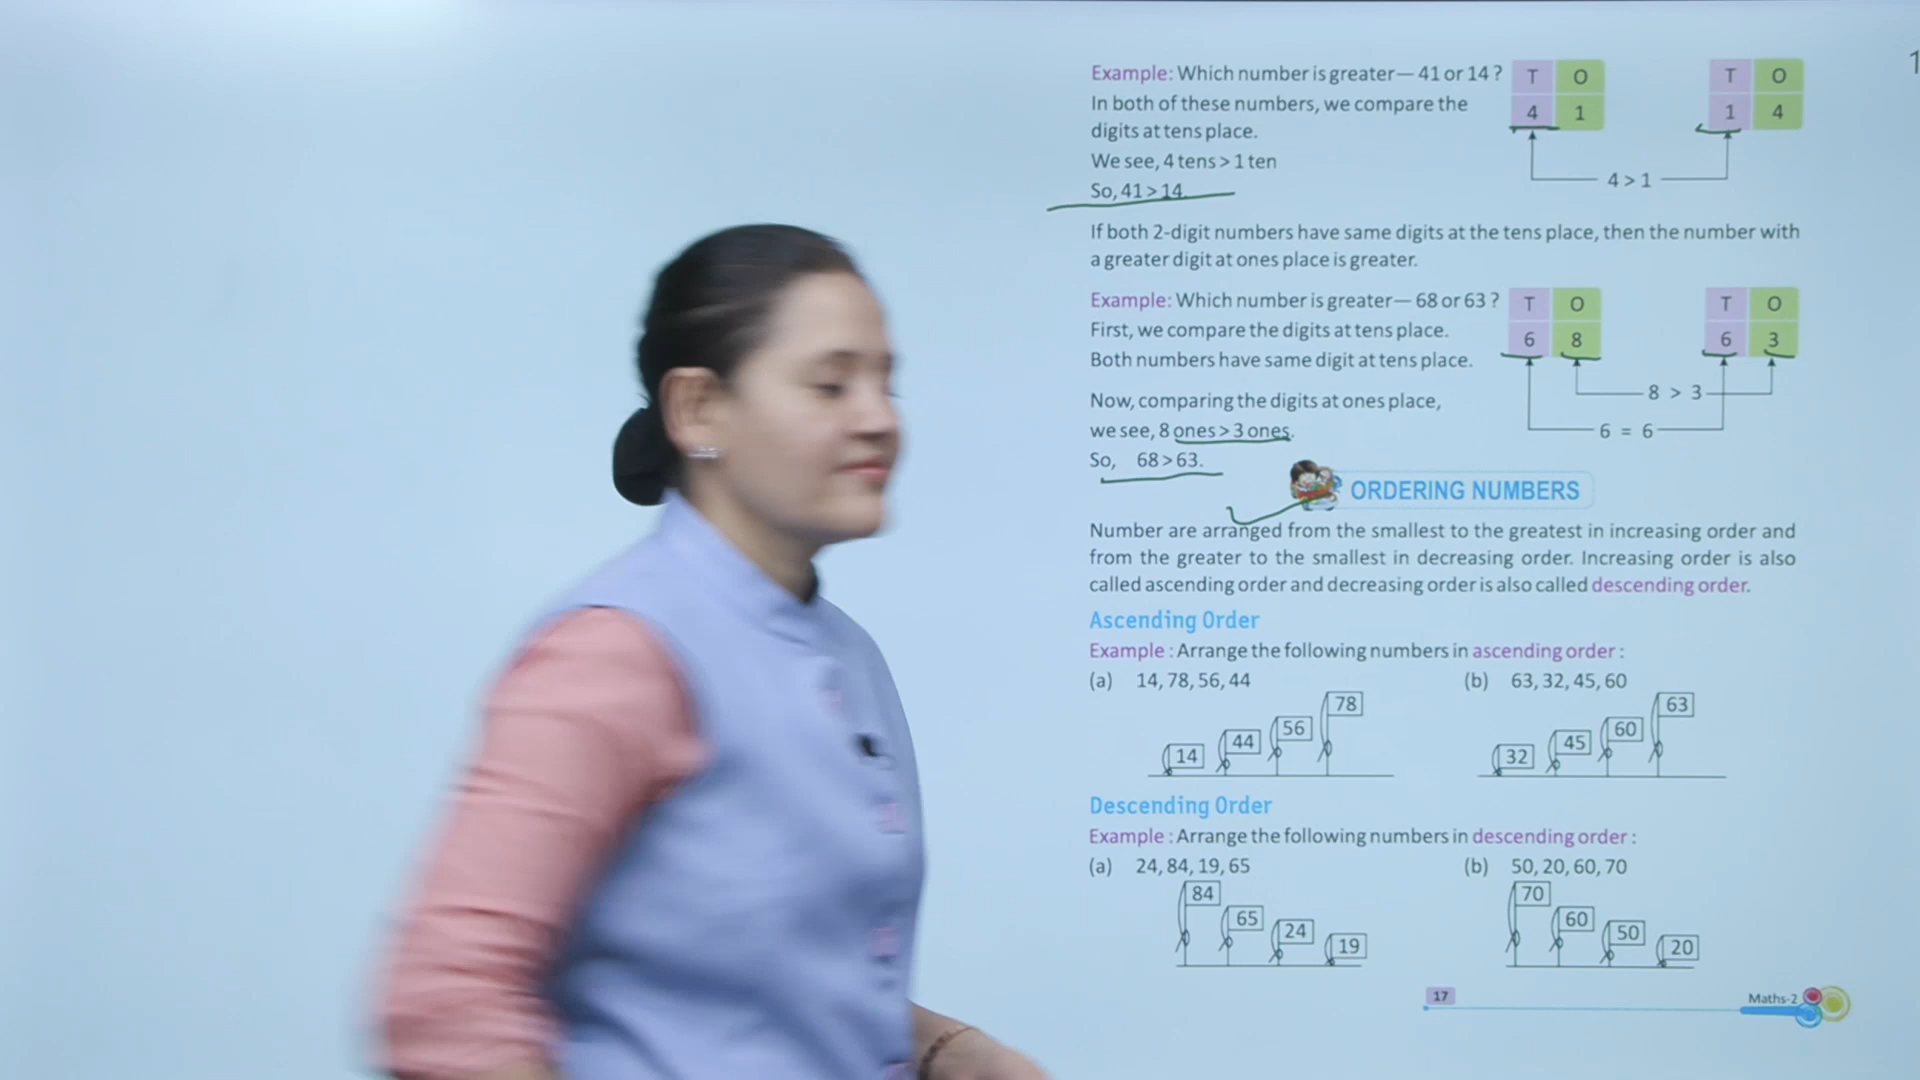 Example: Which number is greater— 41 or 14 ?
T O
4 1
T O
1 4
In both of these numbers, we compare the
digits at tens place.
We see, 4 tens > 1 ten
4 > 1
So, 41 > 14.
If both 2-digit numbers have same digits at the tens place, then the number with
a greater digit at ones place is greater.
Example: Which number is greater— 68 or 63 ?
T O
6 8
T O
6 3
First, we compare the digits at tens place.
Both numbers have same digit at tens place.
8 > 3
Now, comparing the digits at ones place,
we see, 8 ones > 3 ones.
6 = 6
So, 68 > 63.
ORDERING NUMBERS
Number are arranged from the smallest to the greatest in increasing order and
from the greater to the smallest in decreasing order. Increasing order is also
called ascending order and decreasing order is also called descending order.
Ascending Order
Example : Arrange the following numbers in ascending order :
(a) 14, 78, 56, 44
(b) 63, 32, 45, 60
14 44 56 78
32 45 60 63
Descending Order
Example : Arrange the following numbers in descending order :
(a) 24, 84, 19, 65
(b) 50, 20, 60, 70
84 65 24 19
70 60 50 20
17
Maths-2